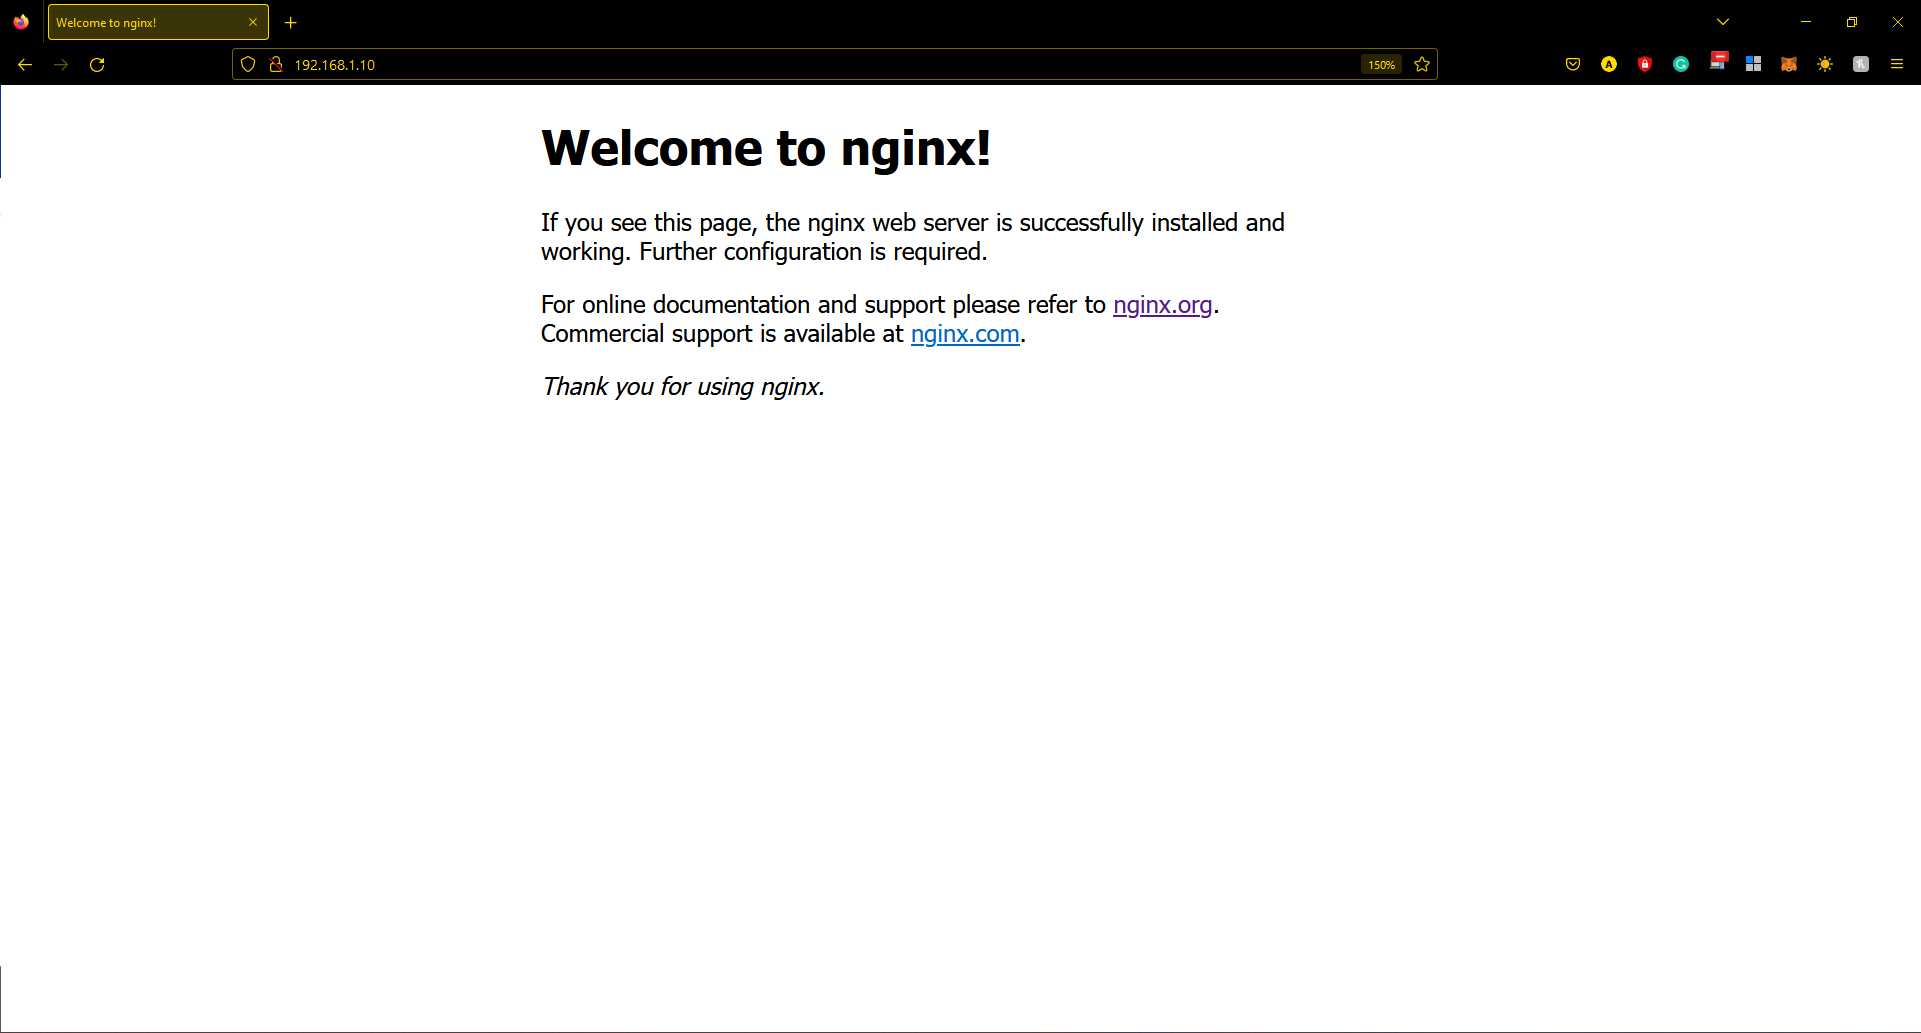 Welcome to nginx!
192.168.1.10
150%
Welcome to nginx!
If you see this page, the nginx web server is successfully installed and
working. Further configuration is required.
For online documentation and support please refer to nginx.org.
Commercial support is available at nginx.com.
Thank you for using nginx.